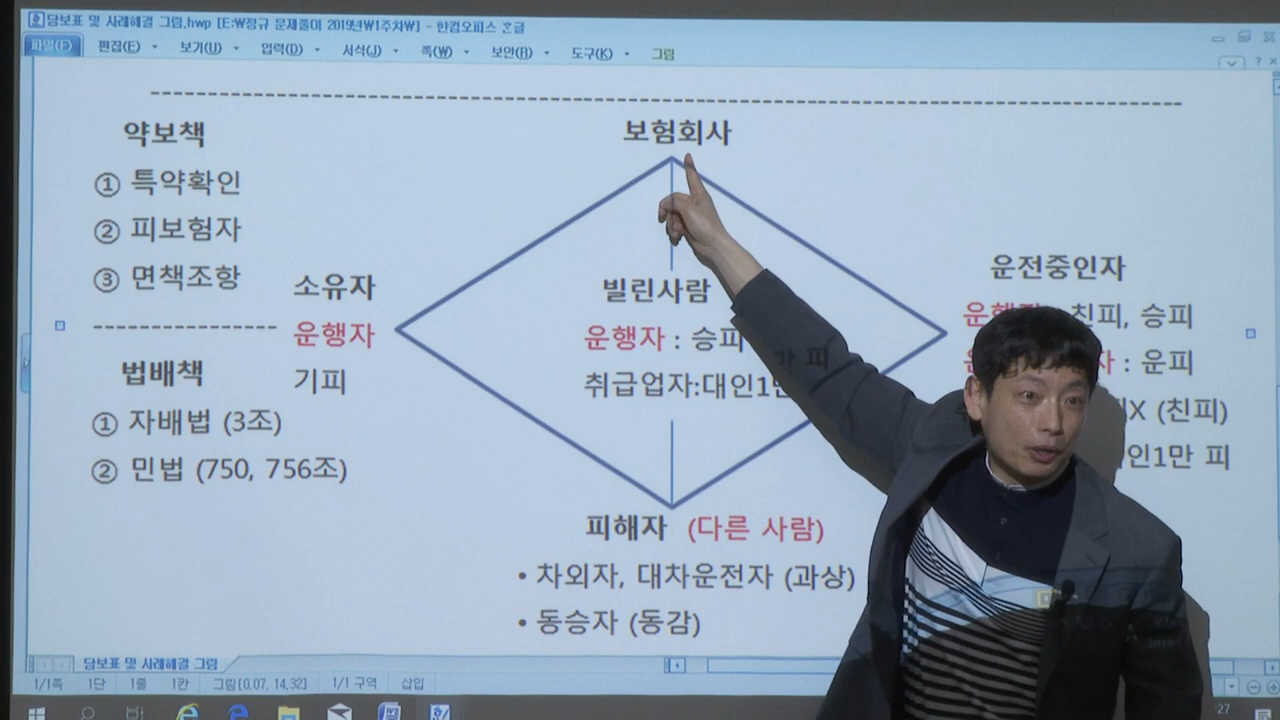 담보표 및 사례해결 그림.hwp [E:₩정규 문제풀이 2019년₩1주차₩] - 한컴오피스 한글
파일(F) 편집(E) 보기(U) 입력(D) 서식(J) 쪽(W) 보안(B) 도구(K) 그림
약보책
① 특약확인
② 피보험자
③ 면책조항
법배책
① 자배법 (3조)
② 민법 (750, 756조)
보험회사
소유자
운행자
기피
빌린사람
운행자 : 승피
취급업자:대인1만 피
운전중인자
친피, 승피
자 : 운피
X (친피)
인1만 피
피해자 (다른 사람)
• 차외자, 대차운전자 (과상)
• 동승자 (동감)
담보표 및 사례해결 그림
1/1쪽 1단 1줄 1칸 그림[0,07, 14,32] 1/1 구역 삽입
27